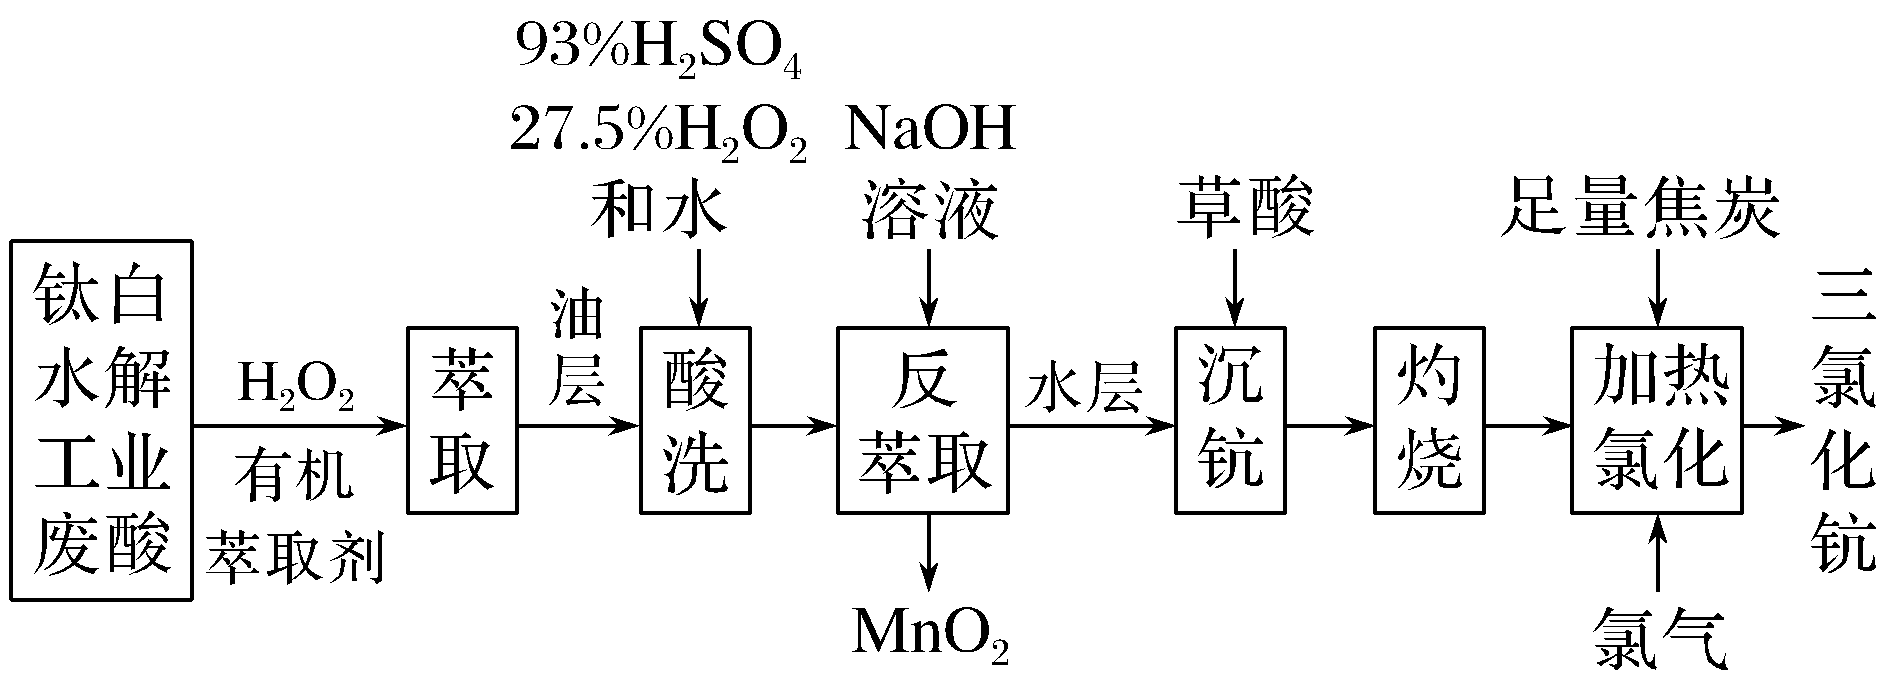 93%H₂SO₄
27.5%H₂O₂
和水
NaOH
溶液
草酸
足量焦炭
钛白
水解
工业
废酸
H₂O₂
有机
萃取剂
萃
取
油
层
酸
洗
反
萃取
水层
沉
钪
灼
烧
加热
氯化
三
氯
化
钪
MnO₂
氯气